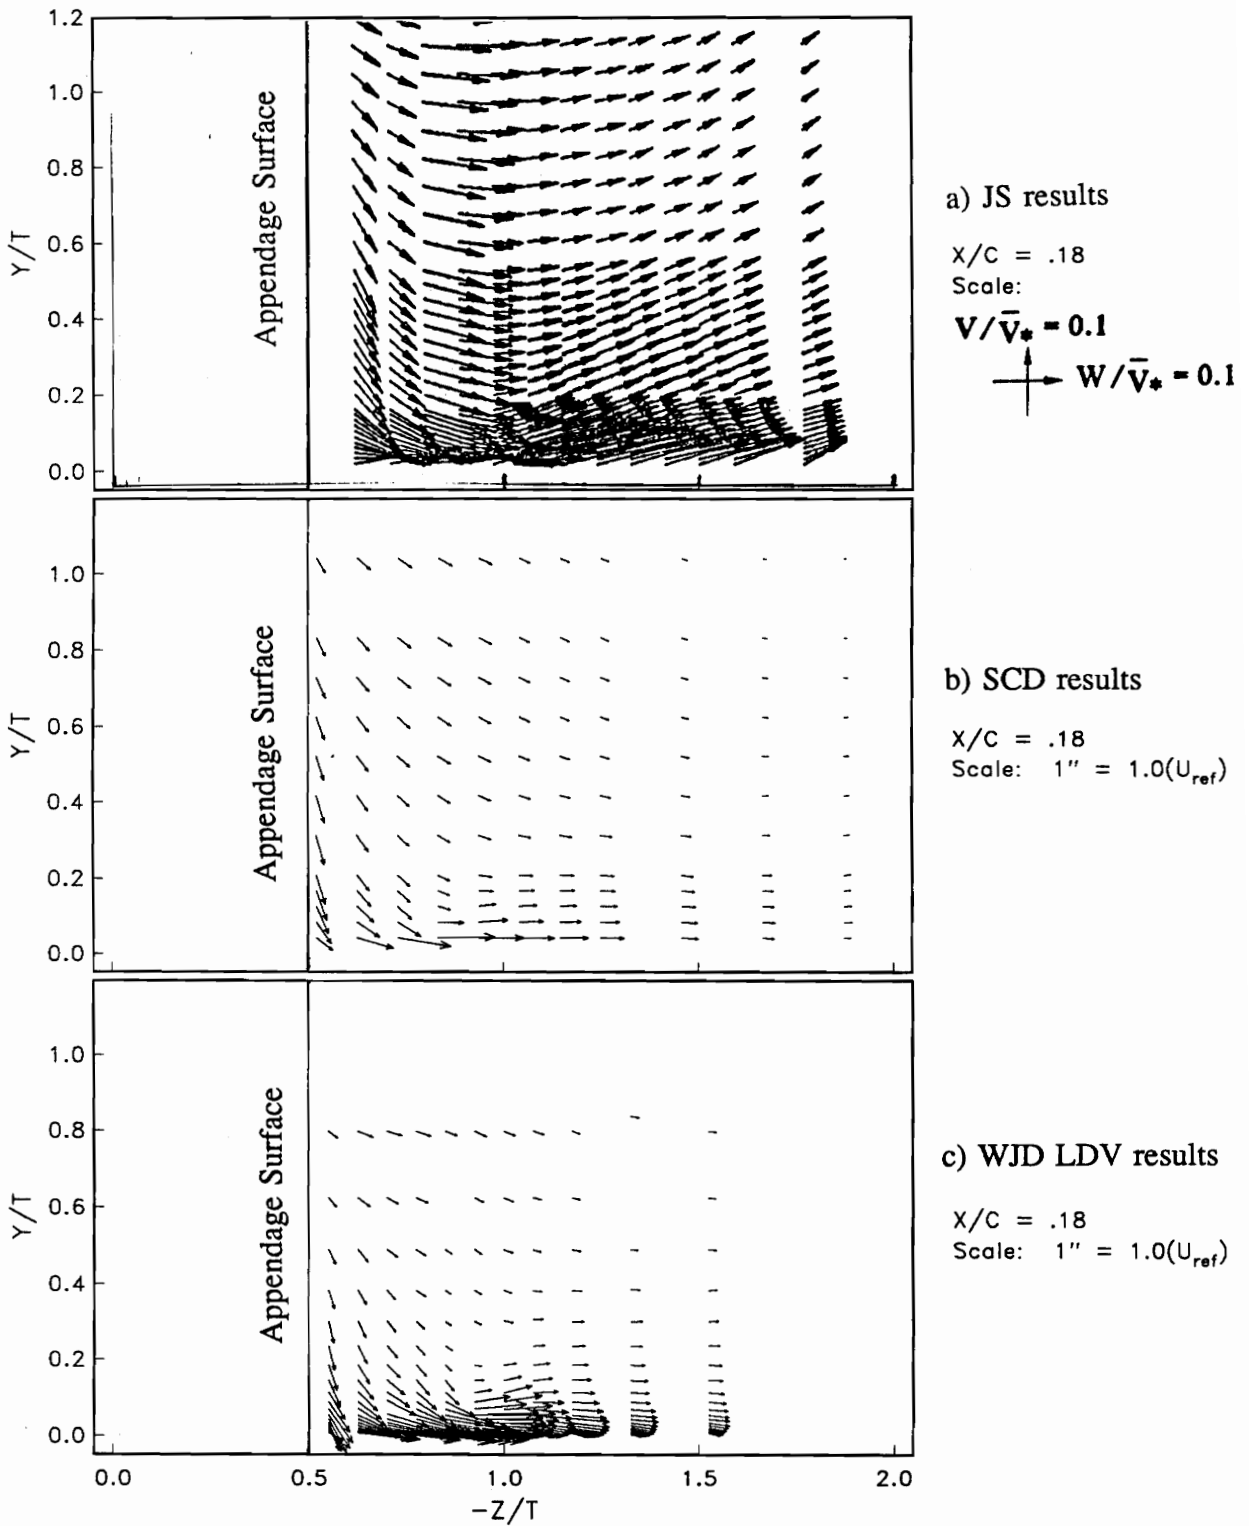 1.2
1.0
0.8
0.6
0.4
0.2
0.0
Y/T
Appendage Surface
a) JS results
X/C = .18
Scale:
V/V̅* = 0.1
W/V̅* = 0.1
1.0
0.8
0.6
0.4
0.2
0.0
Y/T
Appendage Surface
b) SCD results
X/C = .18
Scale: 1" = 1.0(Uref)
1.0
0.8
0.6
0.4
0.2
0.0
Y/T
Appendage Surface
c) WJD LDV results
X/C = .18
Scale: 1" = 1.0(Uref)
0.0 0.5 1.0 1.5 2.0
-Z/T